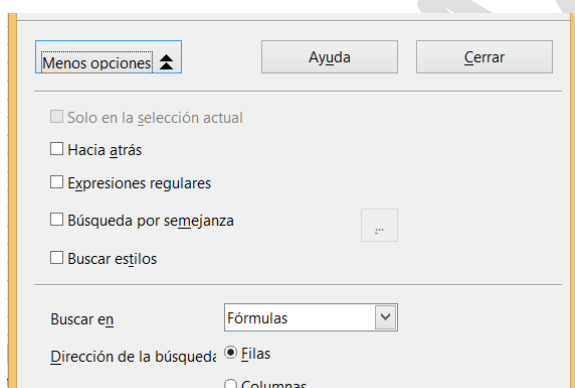 Menos opciones Ayuda Cerrar
Solo en la selección actual
Hacia atrás
Expresiones regulares
Búsqueda por semejanza ...
Buscar estilos
Buscar en Fórmulas
Dirección de la búsqueda Filas
Columnas